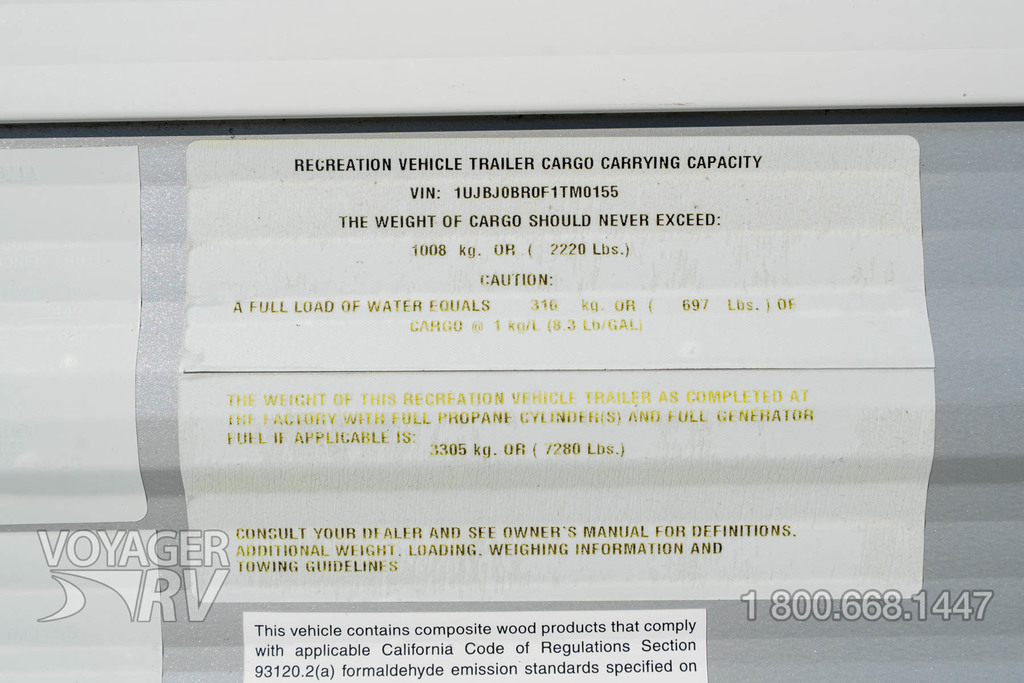 RECREATION VEHICLE TRAILER CARGO CARRYING CAPACITY
VIN: 1UJBJ0BR0F1TM0155
THE WEIGHT OF CARGO SHOULD NEVER EXCEED:
1008 kg. OR ( 2220 Lbs.)
CAUTION:
A FULL LOAD OF WATER EQUALS 316 kg. OR ( 697 Lbs. ) OF
CARGO @ 1 kg/L (8.3 Lb/GAL)
THE WEIGHT OF THIS RECREATION VEHICLE TRAILER AS COMPLETED AT
THE FACTORY WITH FULL PROPANE CYLINDER(S) AND FULL GENERATOR
FUEL IF APPLICABLE IS:
3305 kg. OR ( 7280 Lbs.)
CONSULT YOUR DEALER AND SEE OWNER'S MANUAL FOR DEFINITIONS.
ADDITIONAL WEIGHT, LOADING, WEIGHING INFORMATION AND
TOWING GUIDELINES
VOYAGER
RV
1 800.668.1447
This vehicle contains composite wood products that comply
with applicable California Code of Regulations Section
93120.2(a) formaldehyde emission standards specified on